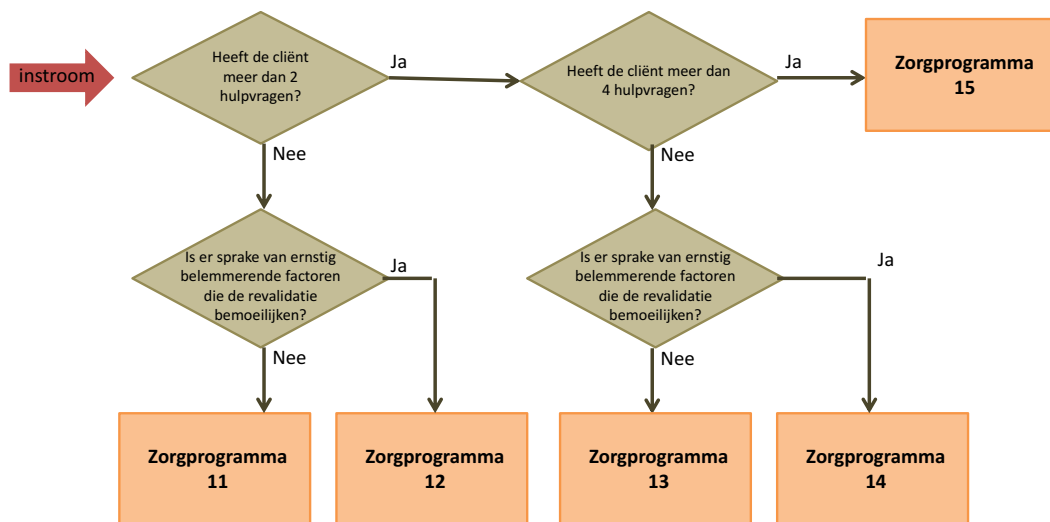 instroom
Heeft de cliënt
meer dan 2
hulpvragen?
Ja
Heeft de cliënt meer dan
4 hulpvragen?
Ja
Zorgprogramma
15
Nee
Nee
Is er sprake van ernstig
belemmerende factoren
die de revalidatie
bemoeilijken?
Ja
Is er sprake van ernstig
belemmerende factoren
die de revalidatie
bemoeilijken?
Ja
Nee
Nee
Zorgprogramma
11
Zorgprogramma
12
Zorgprogramma
13
Zorgprogramma
14